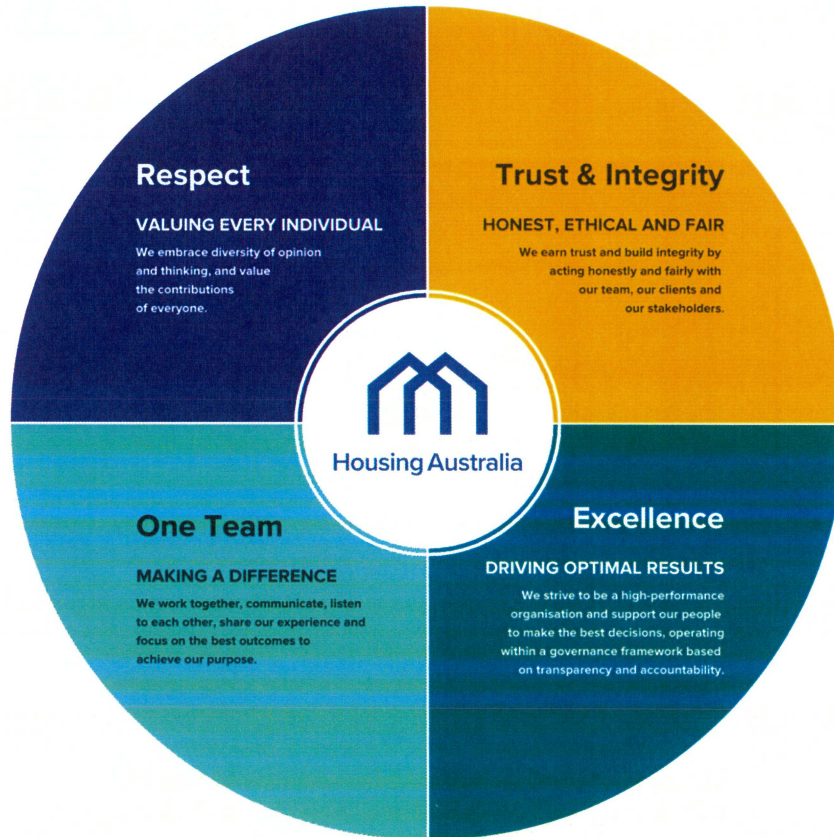 Respect
VALUING EVERY INDIVIDUAL
We embrace diversity of opinion
and thinking, and value
the contributions
of everyone.
Trust & Integrity
HONEST, ETHICAL AND FAIR
We earn trust and build integrity by
acting honestly and fairly with
our team, our clients and
our stakeholders.
Housing Australia
One Team
MAKING A DIFFERENCE
We work together, communicate, listen
to each other, share our experience and
focus on the best outcomes to
achieve our purpose.
Excellence
DRIVING OPTIMAL RESULTS
We strive to be a high-performance
organisation and support our people
to make the best decisions, operating
within a governance framework based
on transparency and accountability.